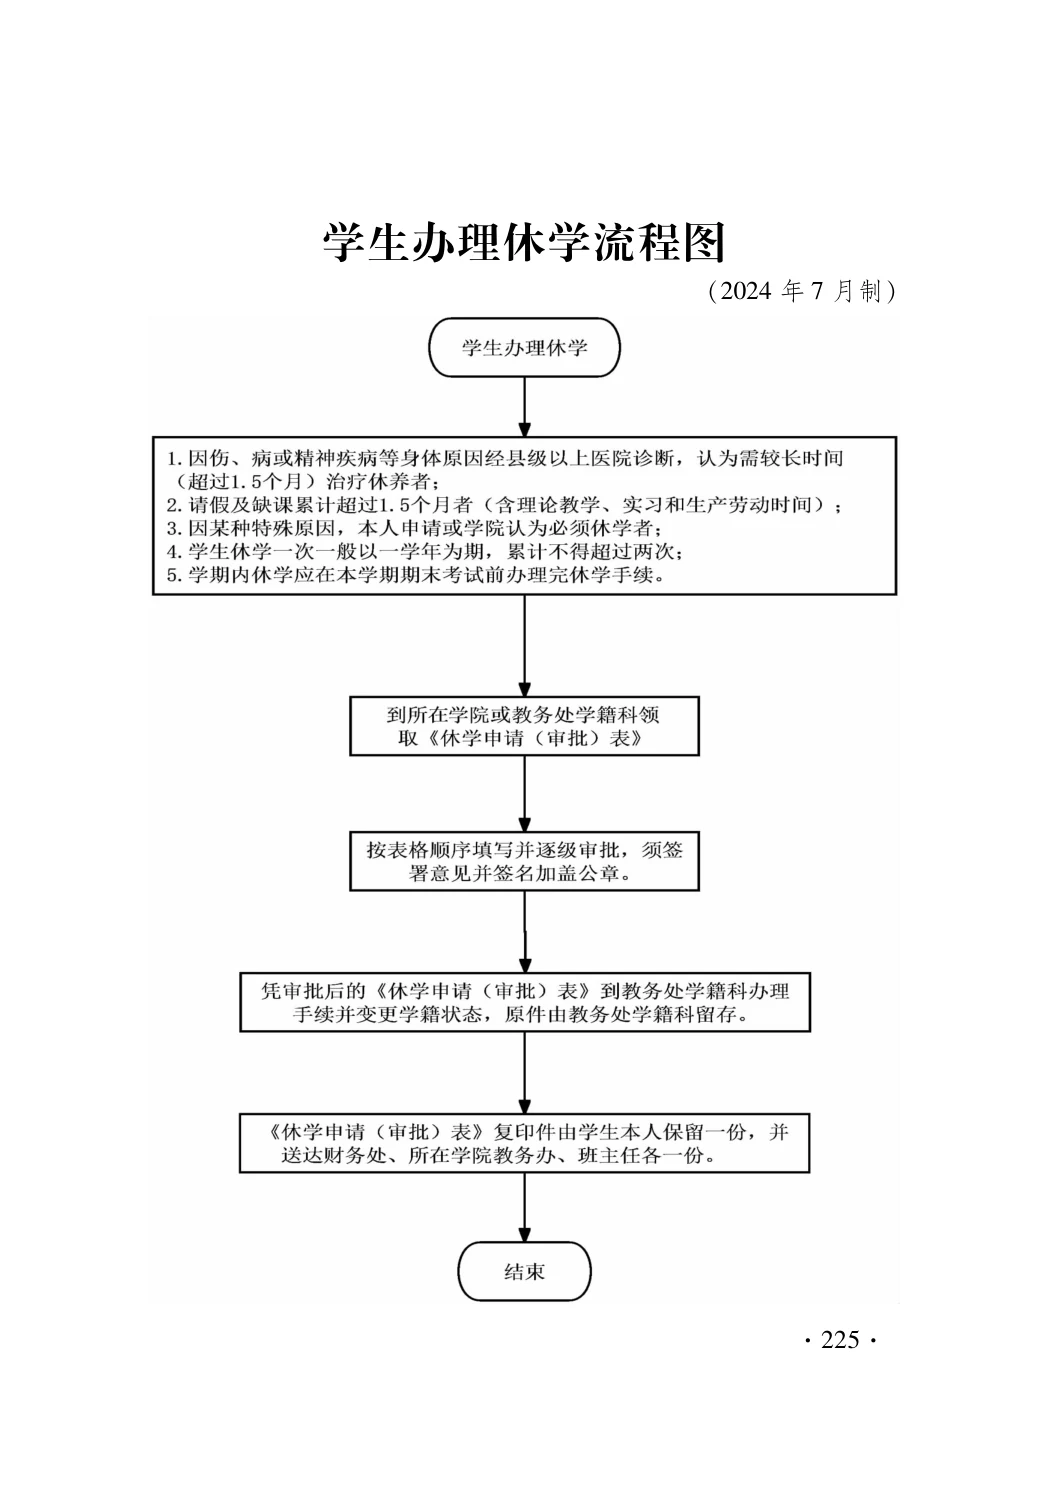 学生办理休学流程图
（2024 年 7 月制）
学生办理休学
1.因伤、病或精神疾病等身体原因经县级以上医院诊断，认为需较长时间
（超过1.5个月）治疗休养者；
2.请假及缺课累计超过1.5个月者（含理论教学、实习和生产劳动时间）；
3.因某种特殊原因，本人申请或学院认为必须休学者；
4.学生休学一次一般以一学年为期，累计不得超过两次；
5.学期内休学应在本学期期末考试前办理完休学手续。
到所在学院或教务处学籍科领
取《休学申请（审批）表》
按表格顺序填写并逐级审批，须签
署意见并签名加盖公章。
凭审批后的《休学申请（审批）表》到教务处学籍科办理
手续并变更学籍状态，原件由教务处学籍科留存。
《休学申请（审批）表》复印件由学生本人保留一份，并
送达财务处、所在学院教务办、班主任各一份。
结束
· 225 ·